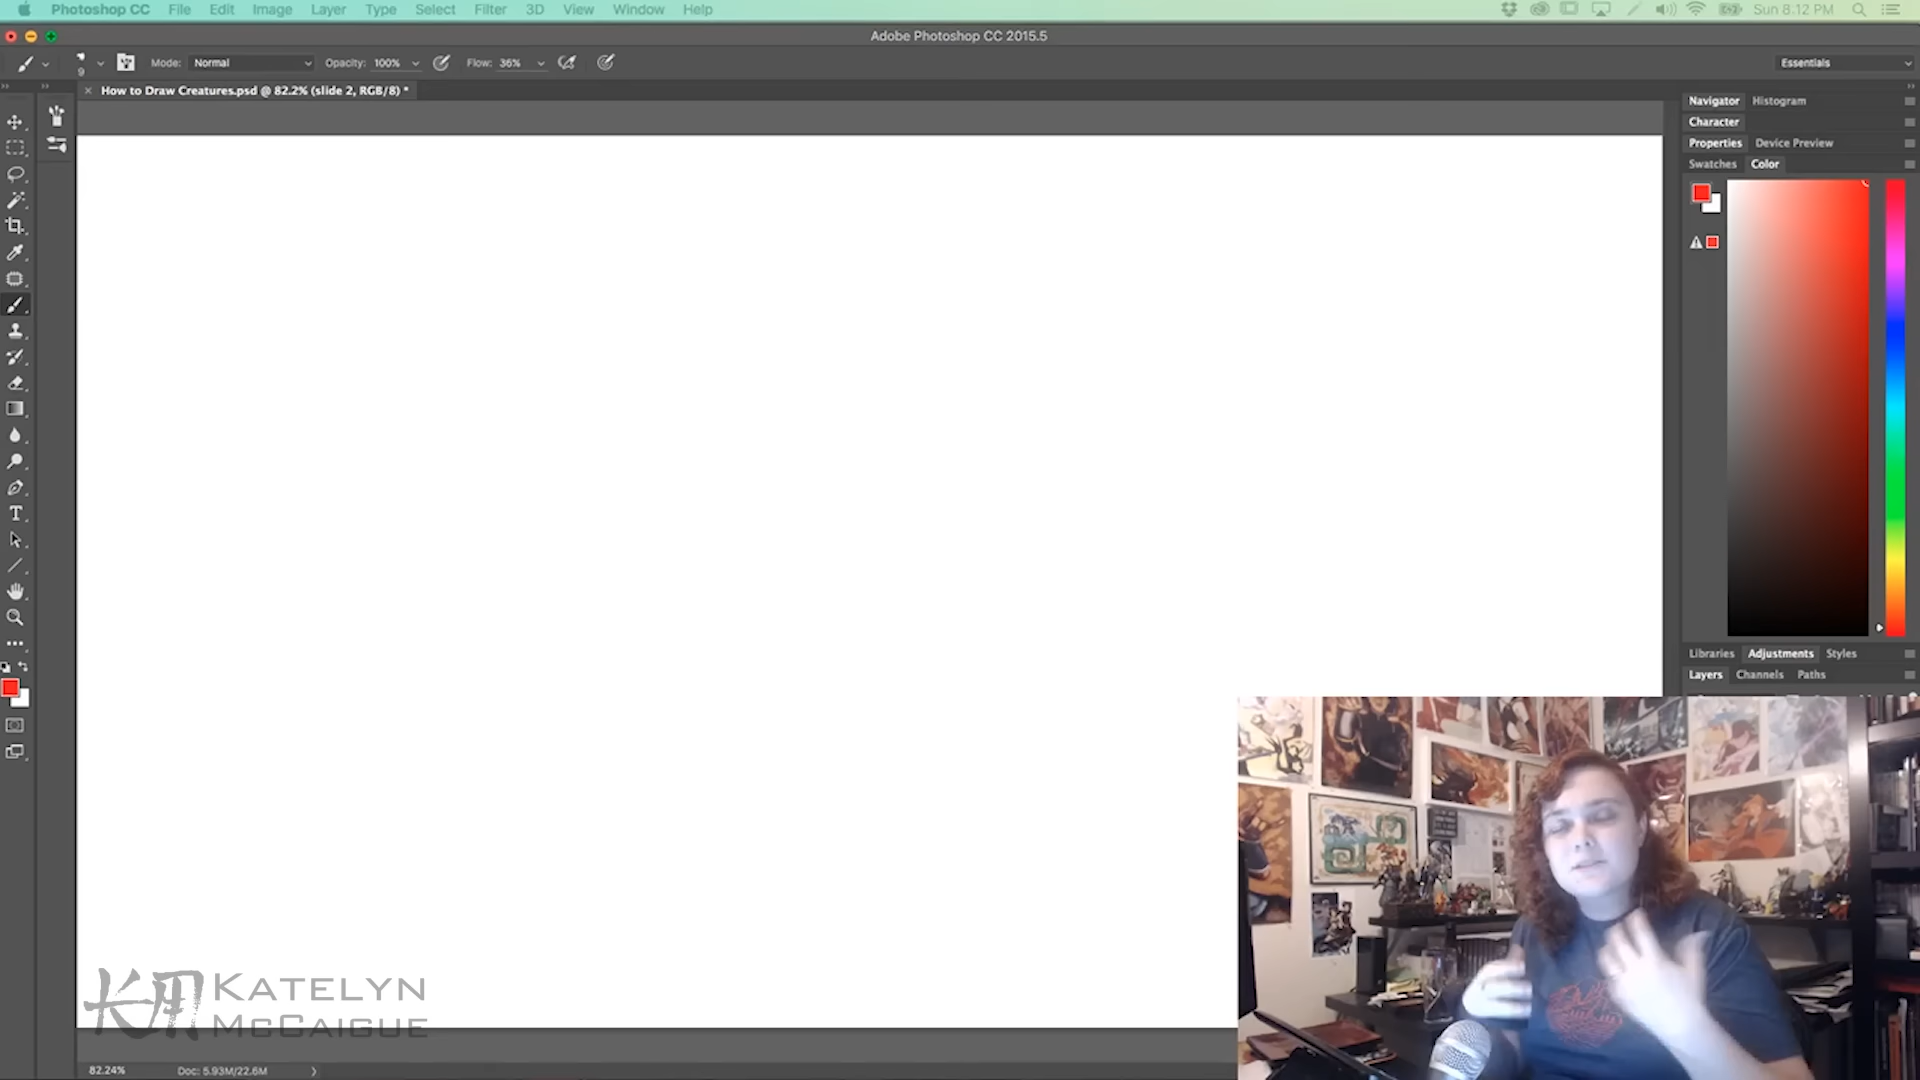 Photoshop CC File Edit Image Layer Type Select Filter 3D View Window Help Sun 8:12 PM
Adobe Photoshop CC 2015.5
9 Mode: Normal Opacity: 100% Flow: 36% Essentials
× How to Draw Creatures.psd @ 82.2% (slide 2, RGB/8) *
Navigator Histogram
Character
Properties Device Preview
Swatches Color
Libraries Adjustments Styles
Layers Channels Paths
KATELYN
MCCAIGUE
82.24% Doc: 5.93M/22.6M